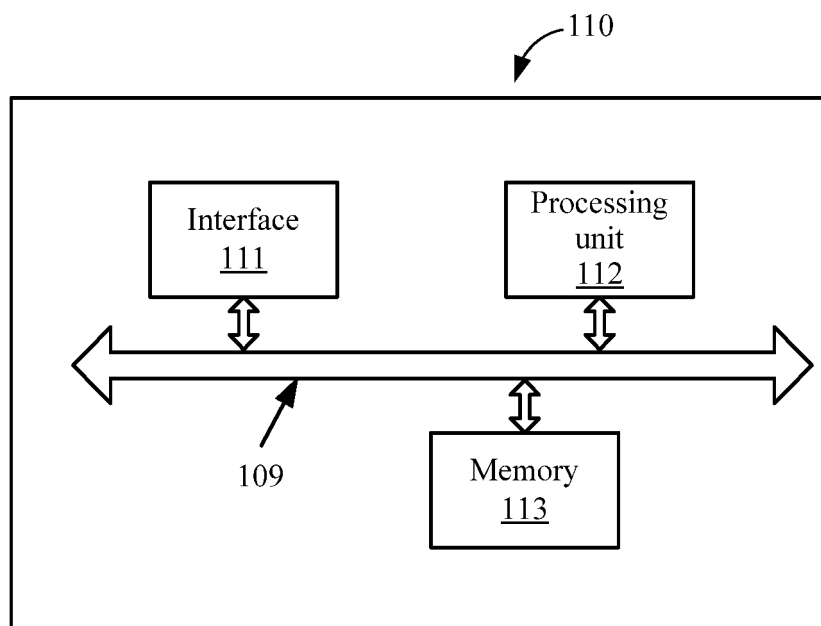 110
Interface
111
Processing
unit
112
109
Memory
113